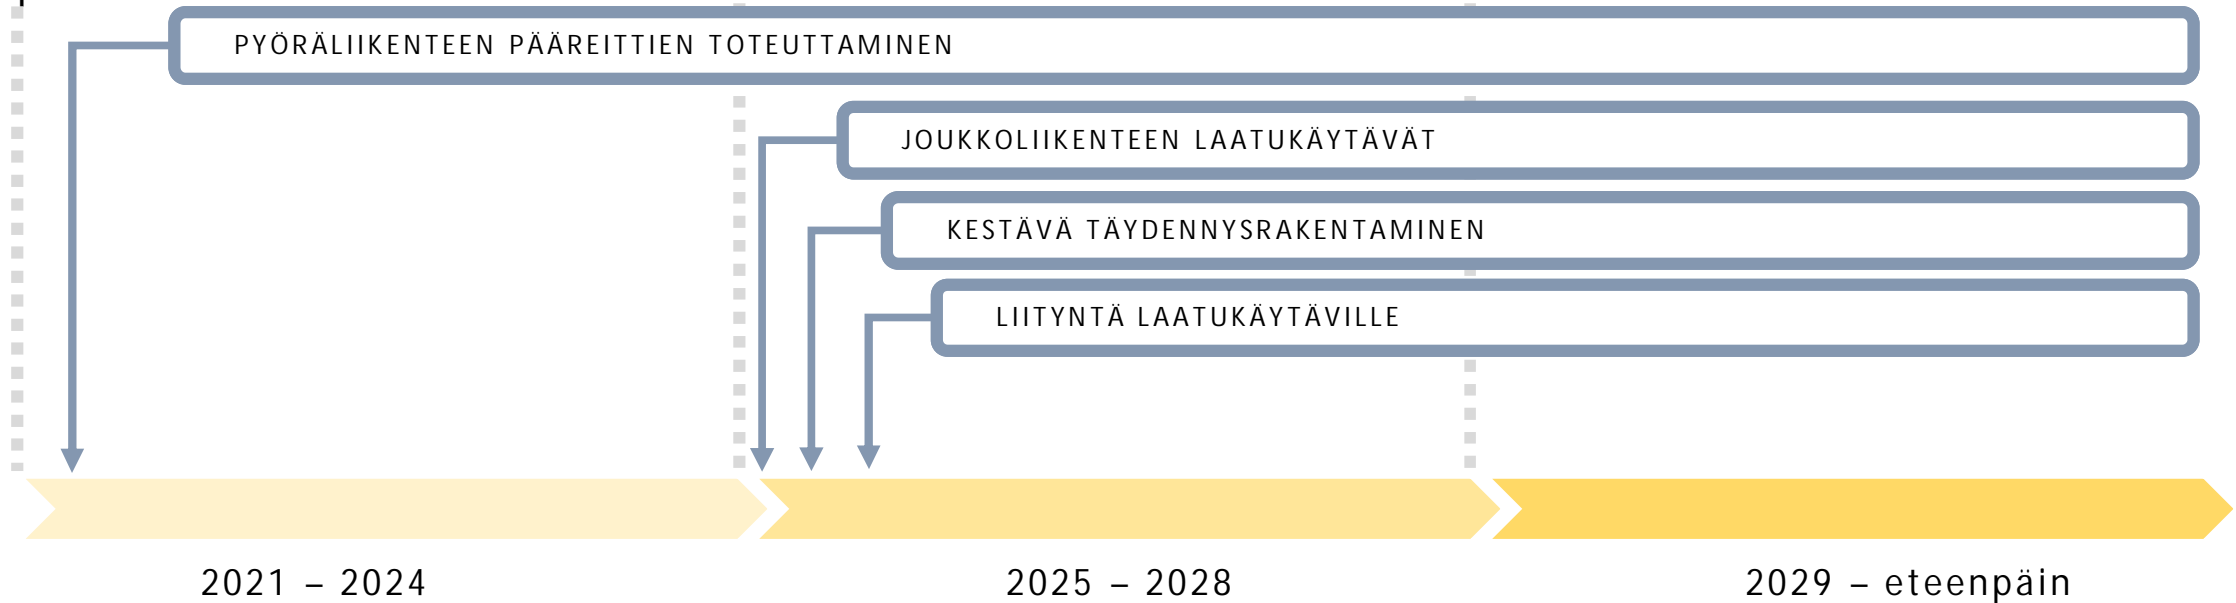 PYÖRÄLIIKENTEEN PÄÄREITTIEN TOTEUTTAMINEN
JOUKKOLIIKENTEEN LAATUKÄYTÄVÄT
KESTÄVÄ TÄYDENNYSRAKENTAMINEN
LIITYNTÄ LAATUKÄYTÄVILLE
2021 – 2024
2025 – 2028
2029 – eteenpäin